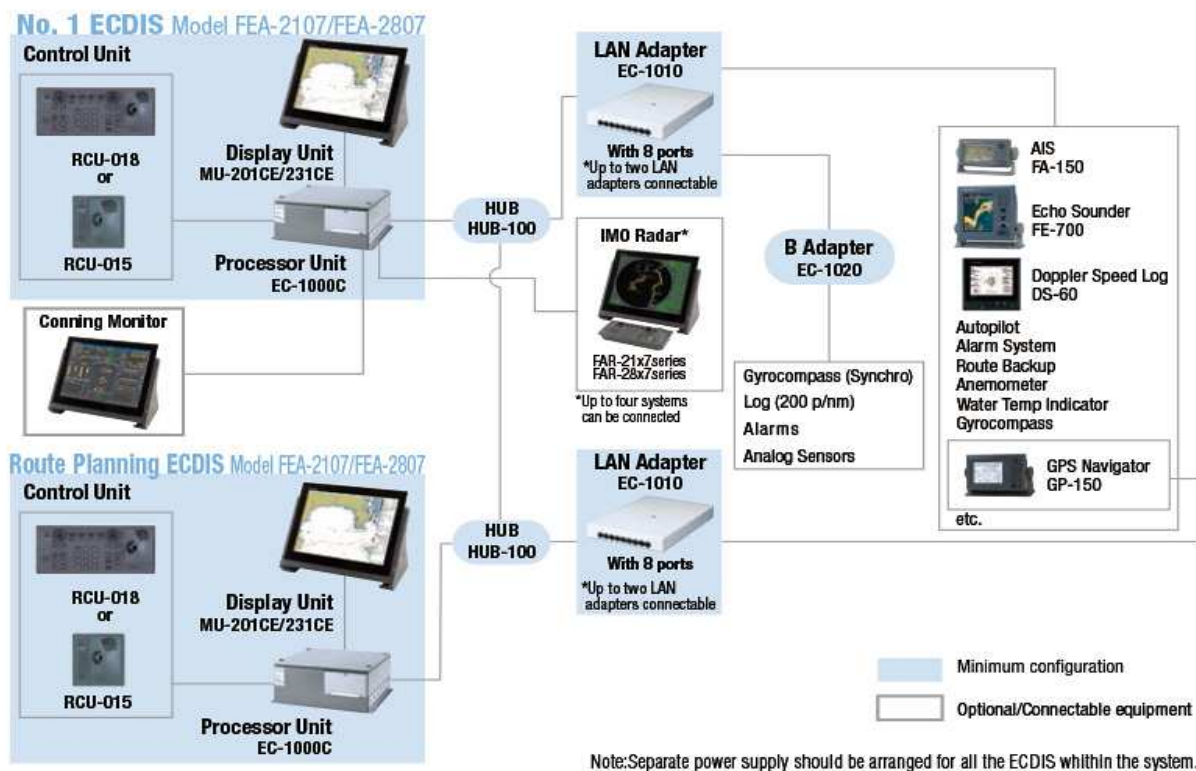 No. 1 ECDIS Model FEA-2107/FEA-2807
Control Unit
RCU-018
or
RCU-015
Display Unit
MU-201CE/231CE
Processor Unit
EC-1000C
HUB
HUB-100
LAN Adapter
EC-1010
With 8 ports
*Up to two LAN
adapters connectable
IMO Radar*
FAR-21x7series
FAR-28x7series
*Up to four systems
can be connected
B Adapter
EC-1020
Gyrocompass (Synchro)
Log (200 p/nm)
Alarms
Analog Sensors
AIS
FA-150
Echo Sounder
FE-700
Doppler Speed Log
DS-60
Autopilot
Alarm System
Route Backup
Anemometer
Water Temp Indicator
Gyrocompass
GPS Navigator
GP-150
etc.
Conning Monitor
Route Planning ECDIS Model FEA-2107/FEA-2807
Control Unit
RCU-018
or
RCU-015
Display Unit
MU-201CE/231CE
Processor Unit
EC-1000C
HUB
HUB-100
LAN Adapter
EC-1010
With 8 ports
*Up to two LAN
adapters connectable
Minimum configuration
Optional/Connectable equipment
Note:Separate power supply should be arranged for all the ECDIS whithin the system.